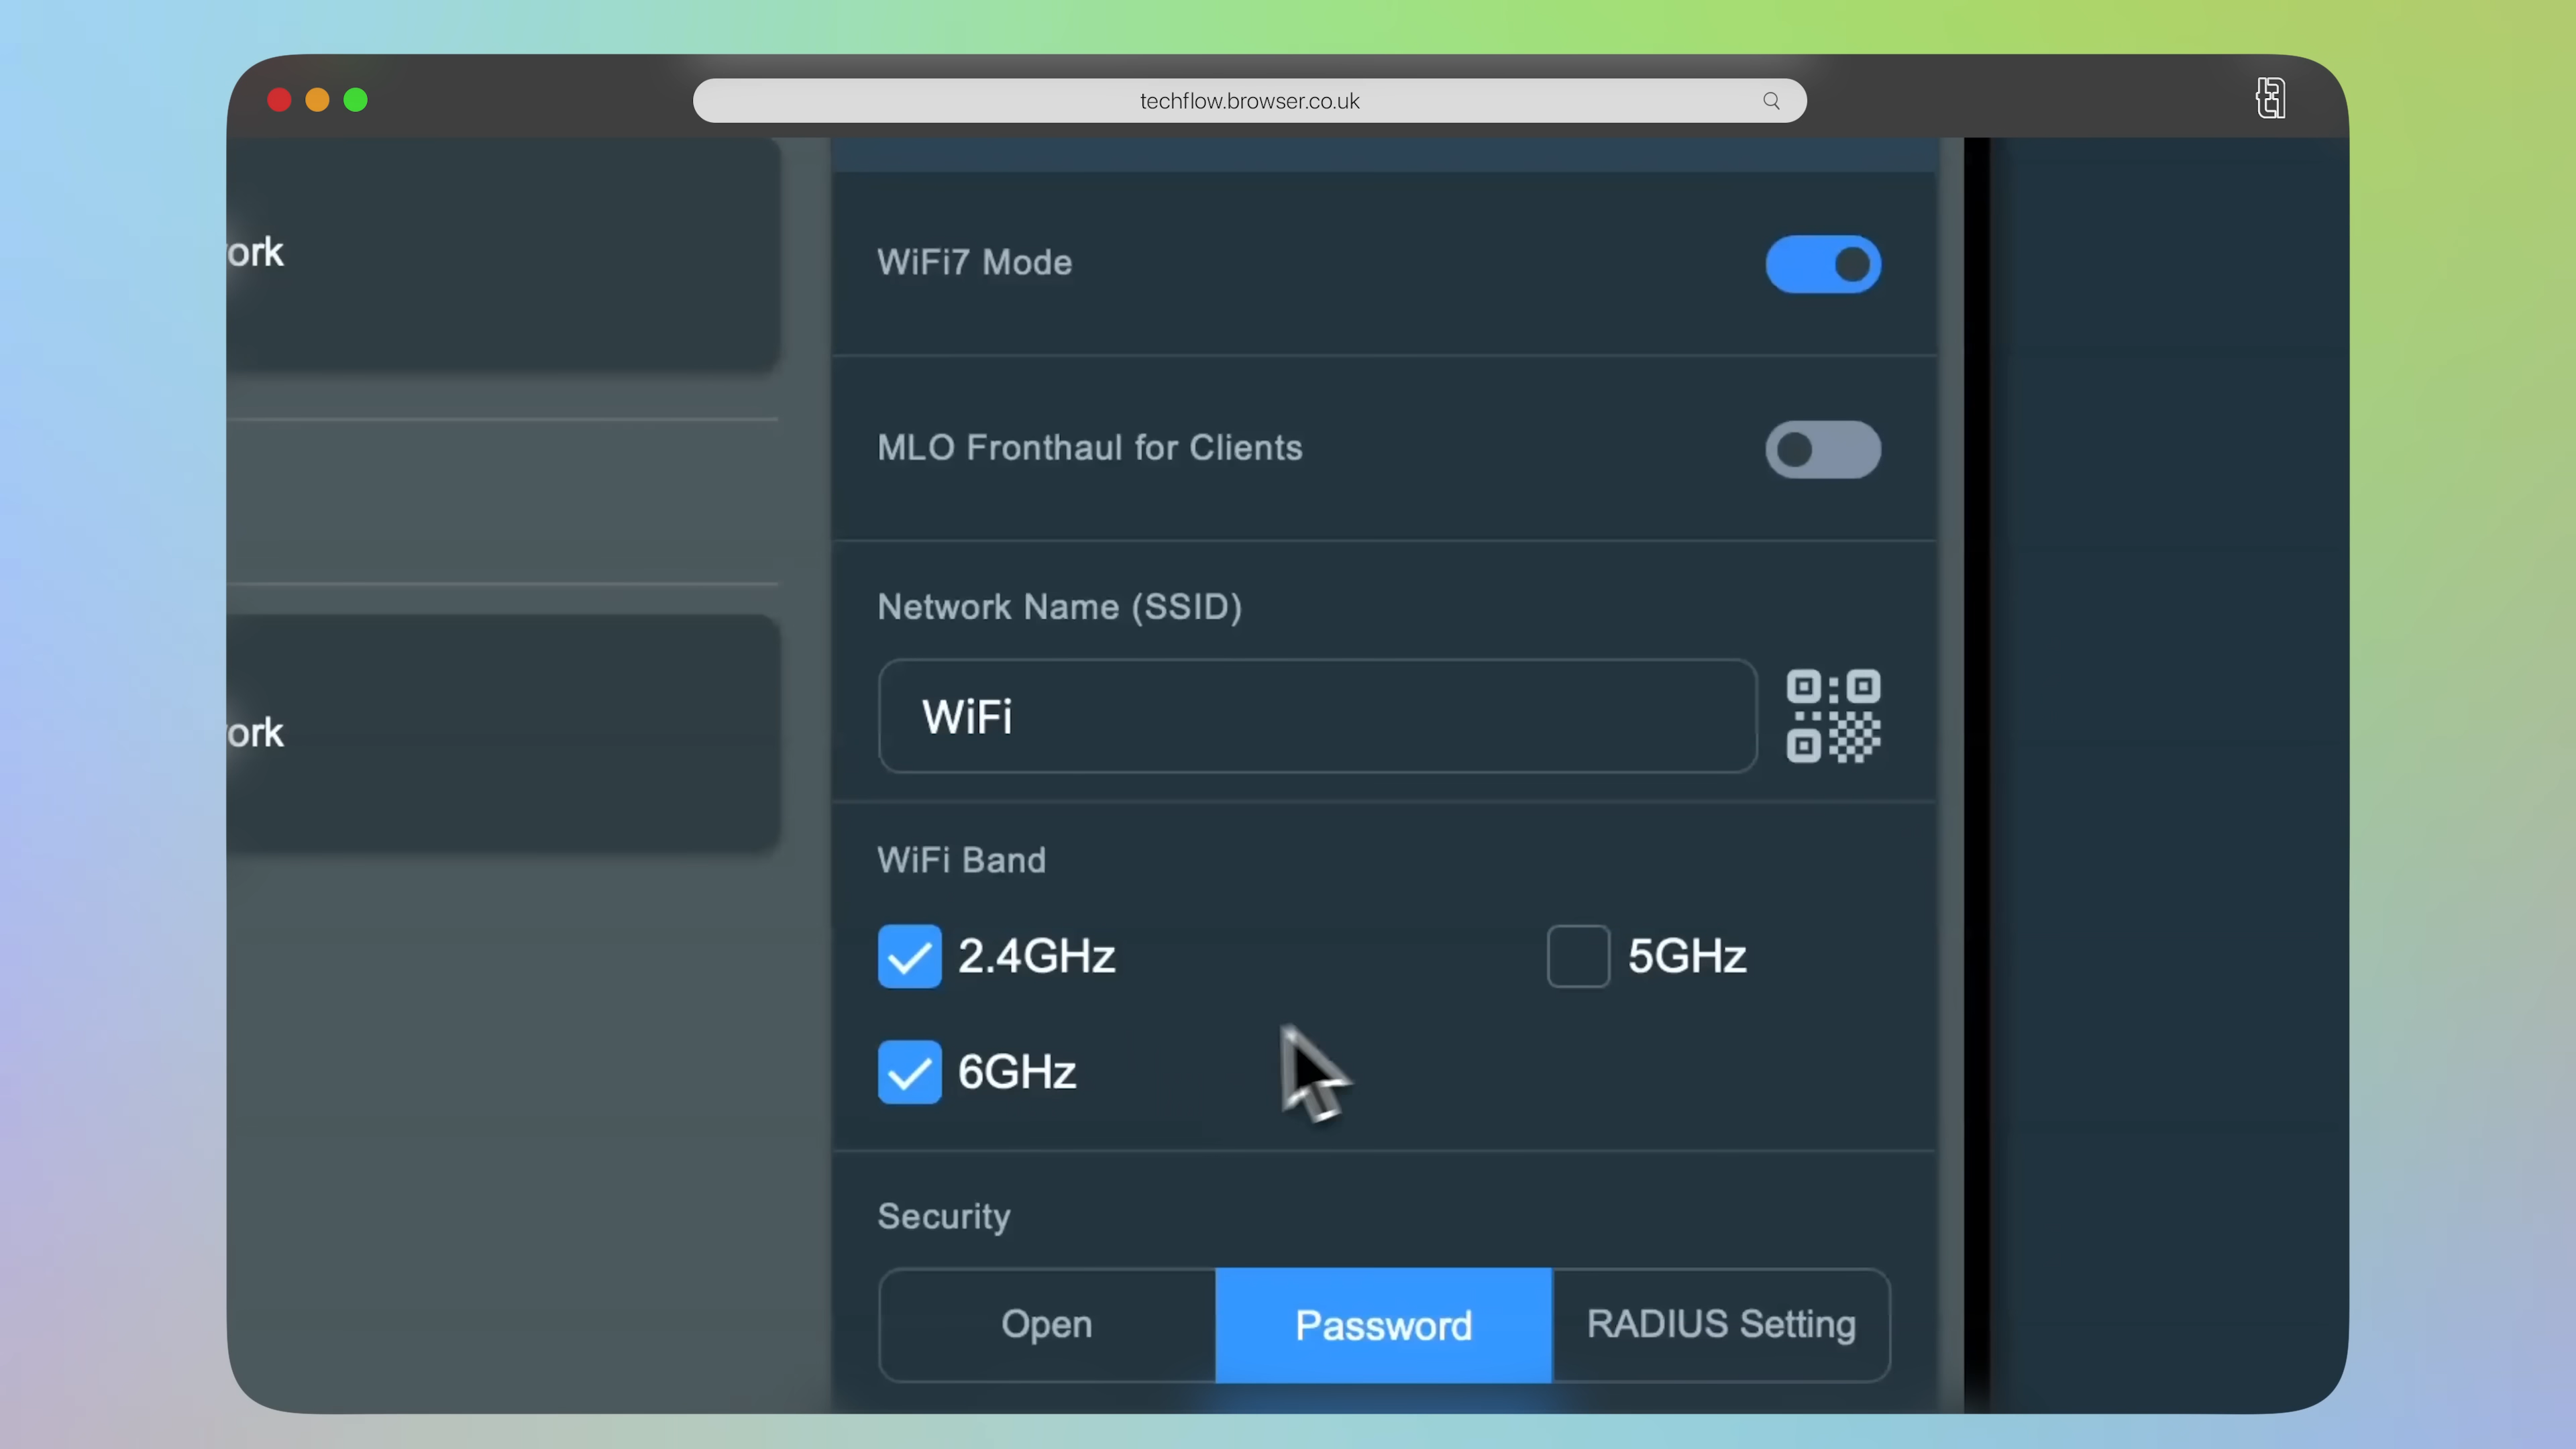 techflow.browser.co.uk
ork
ork
WiFi7 Mode
MLO Fronthaul for Clients
Network Name (SSID)
WiFi
WiFi Band
2.4GHz
5GHz
6GHz
Security
Open
Password
RADIUS Setting